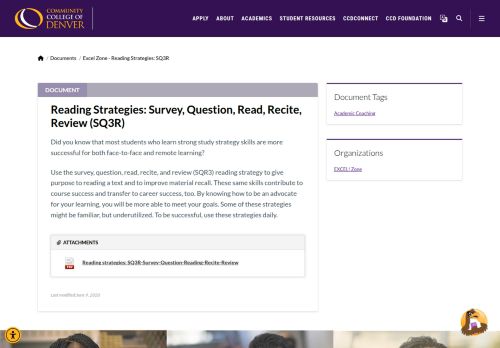 COMMUNITY
COLLEGE OF
DENVER
APPLY ABOUT ACADEMICS STUDENT RESOURCES CCDCONNECT CCD FOUNDATION
/ Documents / Excel Zone - Reading Strategies: SQ3R
DOCUMENT
Reading Strategies: Survey, Question, Read, Recite,
Review (SQ3R)
Did you know that most students who learn strong study strategy skills are more
successful for both face-to-face and remote learning?
Use the survey, question, read, recite, and review (SQR3) reading strategy to give
purpose to reading a text and to improve material recall. These same skills contribute to
course success and transfer to career success, too. By knowing how to be an advocate
for your learning, you will be more able to meet your goals. Some of these strategies
might be familiar, but underutilized. To be successful, use these strategies daily.
ATTACHMENTS
PDF
Reading strategies: SQ3R-Survey-Question-Reading-Recite-Review
Last modified June 9, 2020
Document Tags
Academic Coaching
Organizations
EXCEL! Zone